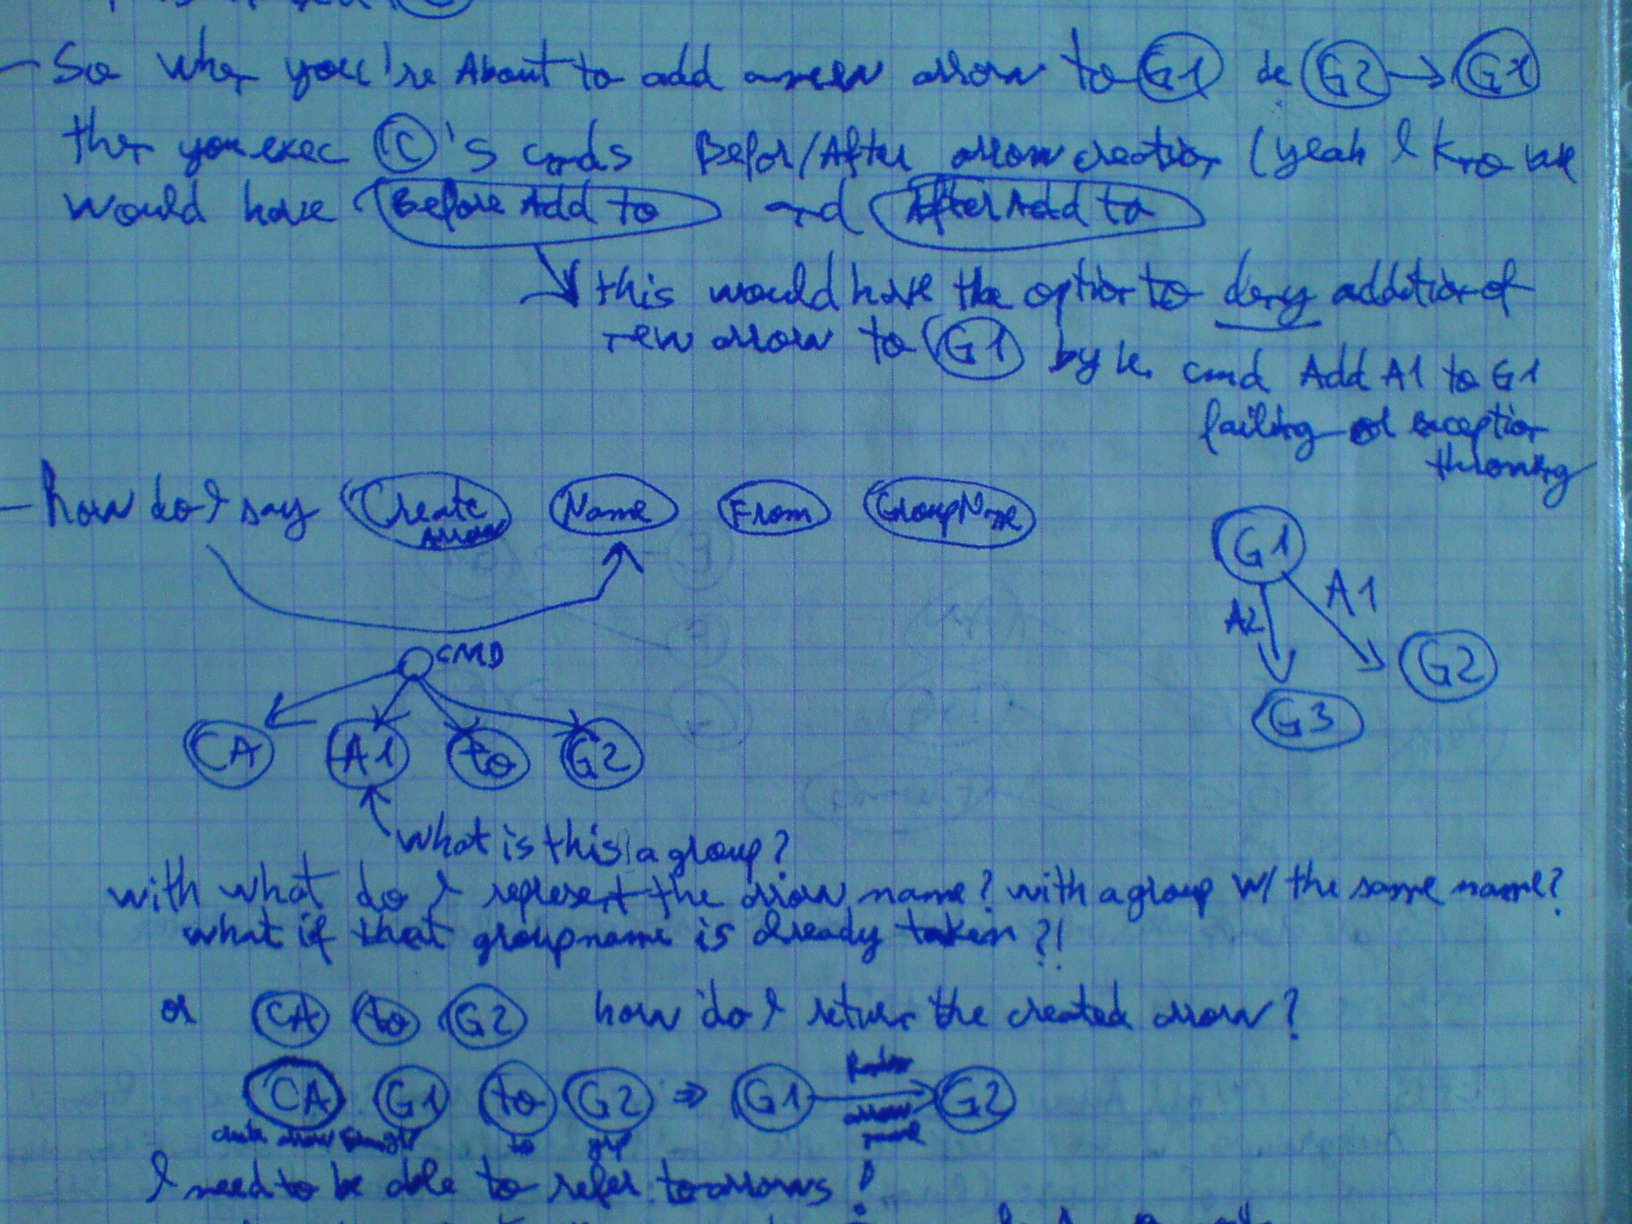 - So when you're About to add a new arrow to G1 ie G2 → G1
then you exec C's cmds Befor/After arrow creation (yeah I know we
would have Before Add to and After Add to
this would have the option to deny addition of
new arrow to G1 by ie. cmd Add A1 to G1
failing or exception
throwing
- how do I say Create Arrow Name From GroupName
G1
A2 A1
CMD
G2
G3
CA A1 to G2
what is this a group?
with what do I represent the arrow name? with a group w/ the same name?
what if that groupname is already taken?!
or CA to G2 how do I return the created arrow?
CA G1 to G2 ⇒ G1 Random arrow name G2
create arrow from grp to grp
I need to be able to refer to arrows!